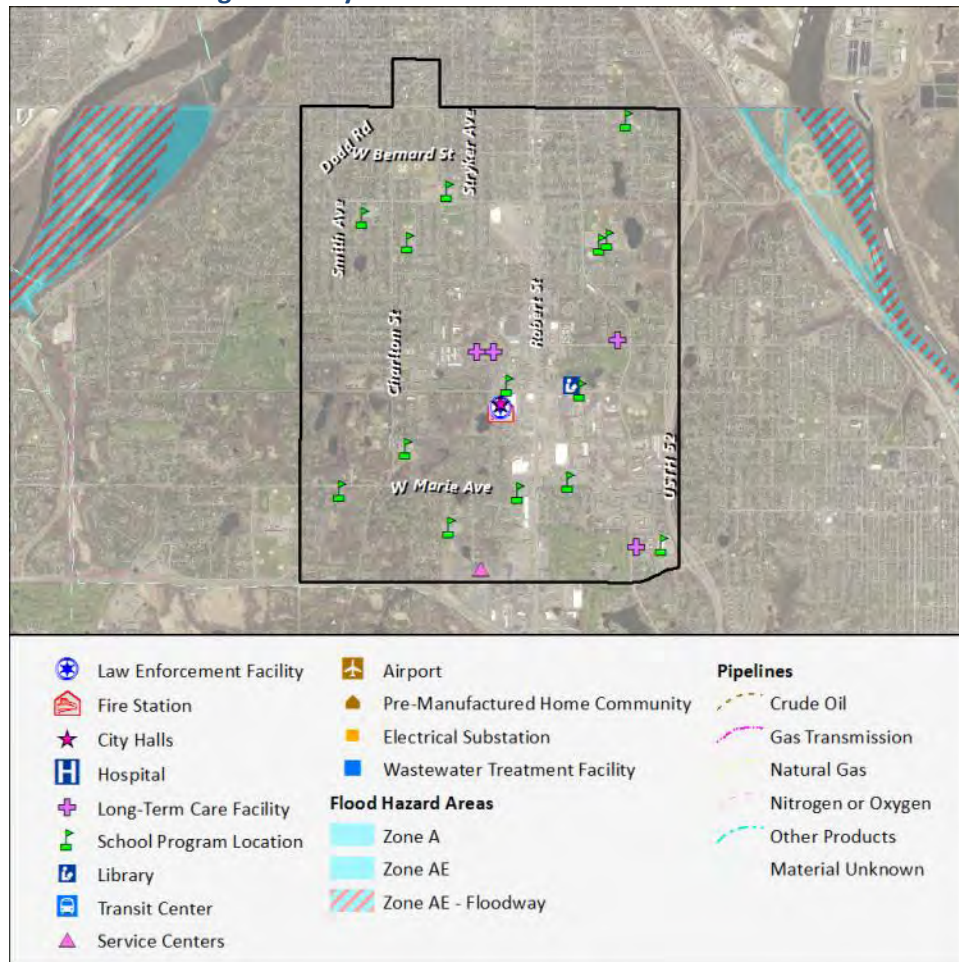 Dodd Rd
W Bernard St
Stryker Ave
Smith Ave
Robert St
Charlton St
USTH 52
W Marie Ave
Law Enforcement Facility
Fire Station
City Halls
Hospital
Long-Term Care Facility
School Program Location
Library
Transit Center
Service Centers
Airport
Pre-Manufactured Home Community
Electrical Substation
Wastewater Treatment Facility
Flood Hazard Areas
Zone A
Zone AE
Zone AE - Floodway
Pipelines
Crude Oil
Gas Transmission
Natural Gas
Nitrogen or Oxygen
Other Products
Material Unknown